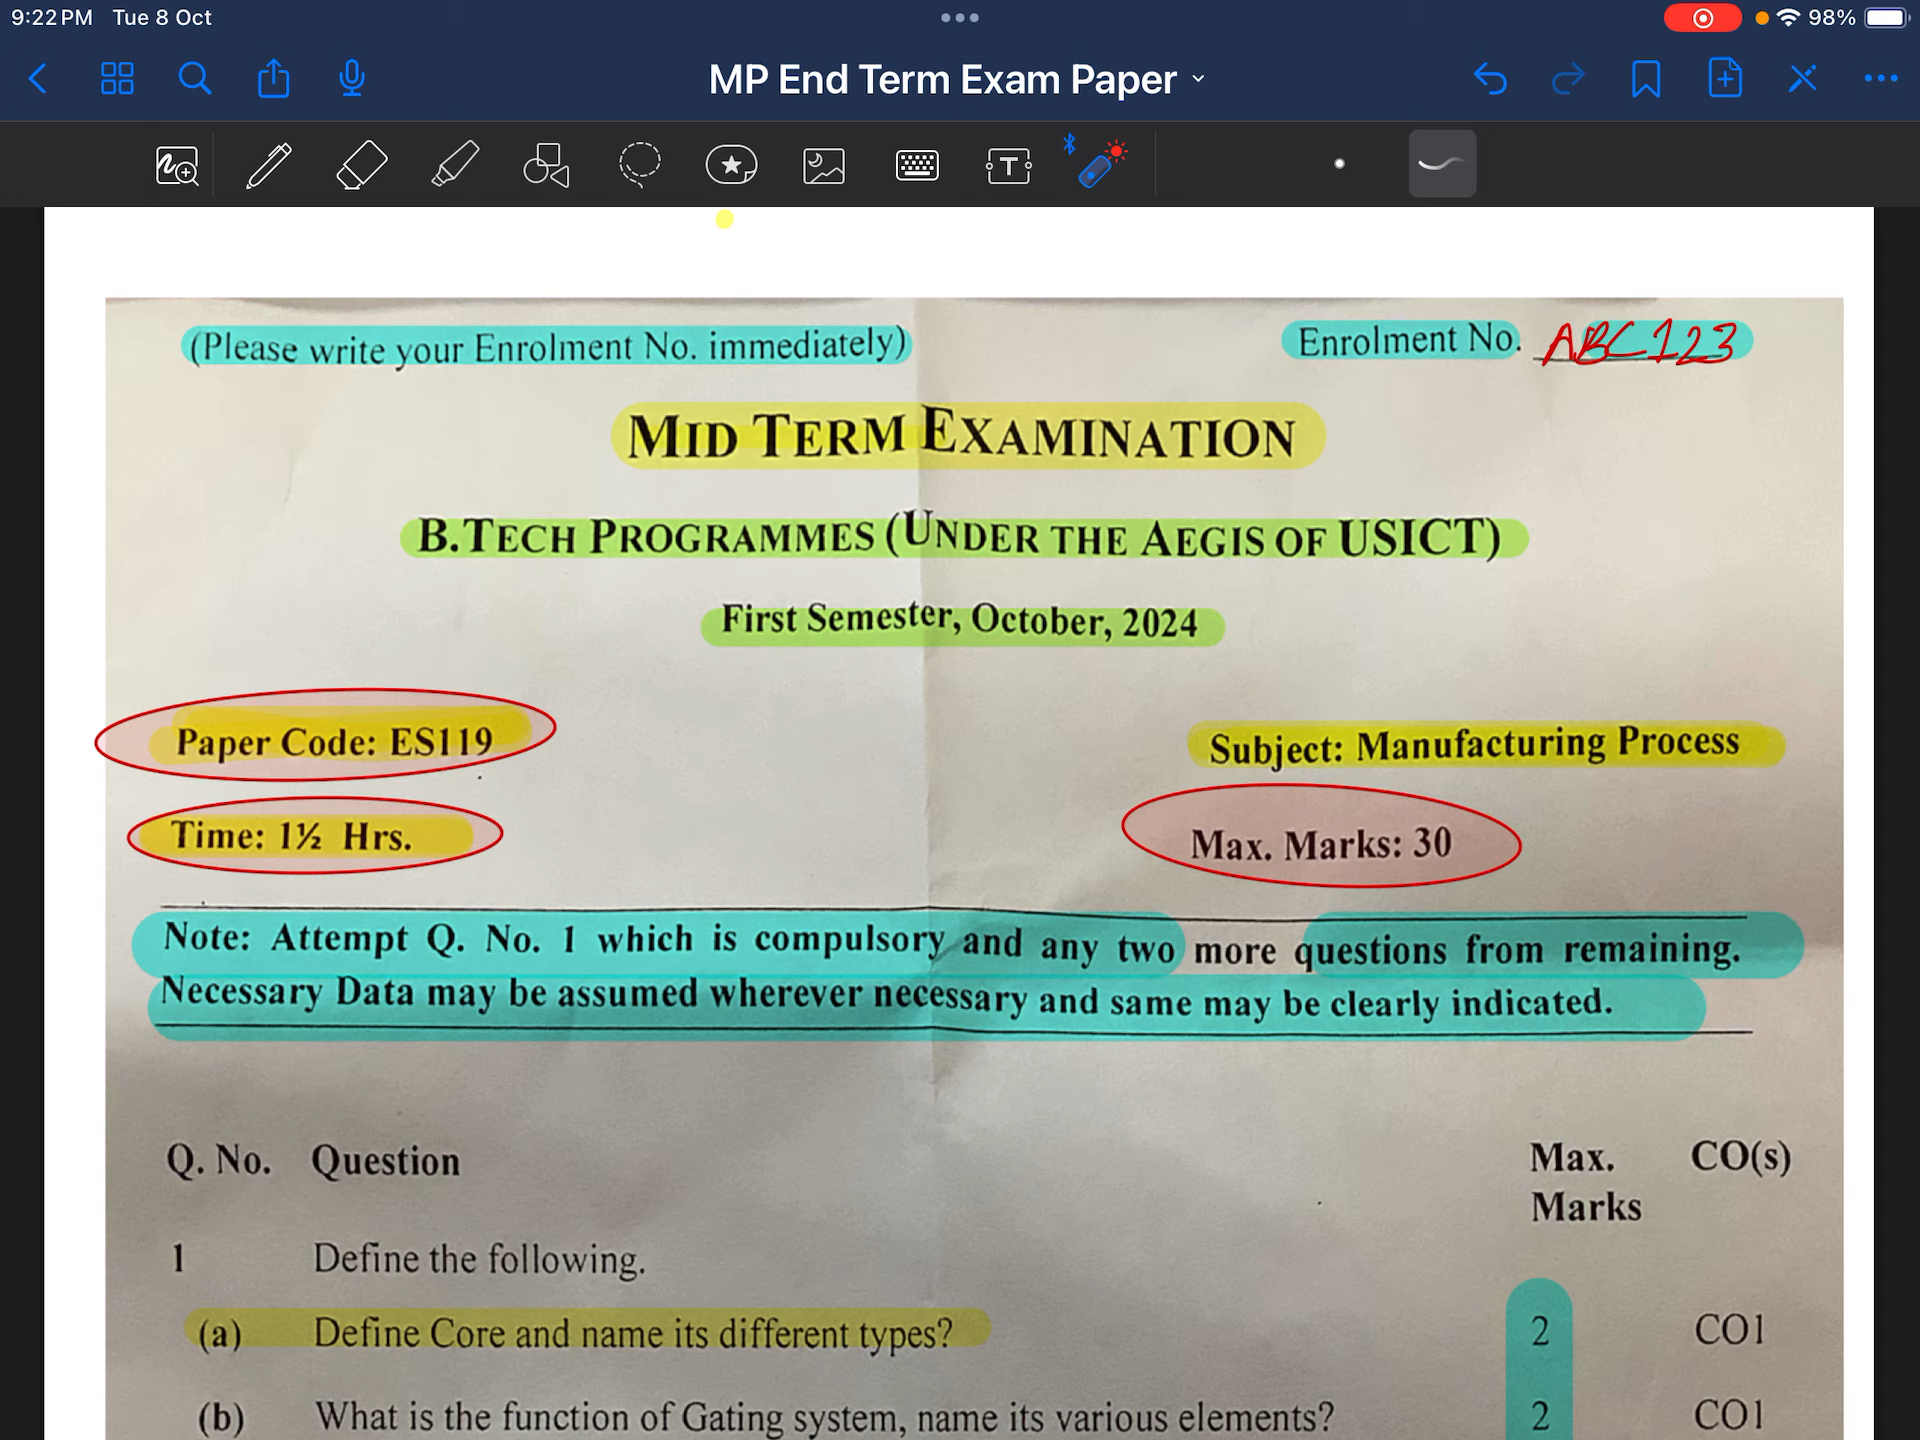 9:22 PM Tue 8 Oct 98%
MP End Term Exam Paper
T
(Please write your Enrolment No. immediately) Enrolment No. ABC123
MID TERM EXAMINATION
B.TECH PROGRAMMES (UNDER THE AEGIS OF USICT)
First Semester, October, 2024
Paper Code: ES119 Subject: Manufacturing Process
Time: 1½ Hrs. Max. Marks: 30
Note: Attempt Q. No. 1 which is compulsory and any two more questions from remaining.
Necessary Data may be assumed wherever necessary and same may be clearly indicated.
Q. No. Question Max. CO(s)
Marks
1 Define the following.
(a) Define Core and name its different types? 2 CO1
(b) What is the function of Gating system, name its various elements? 2 CO1